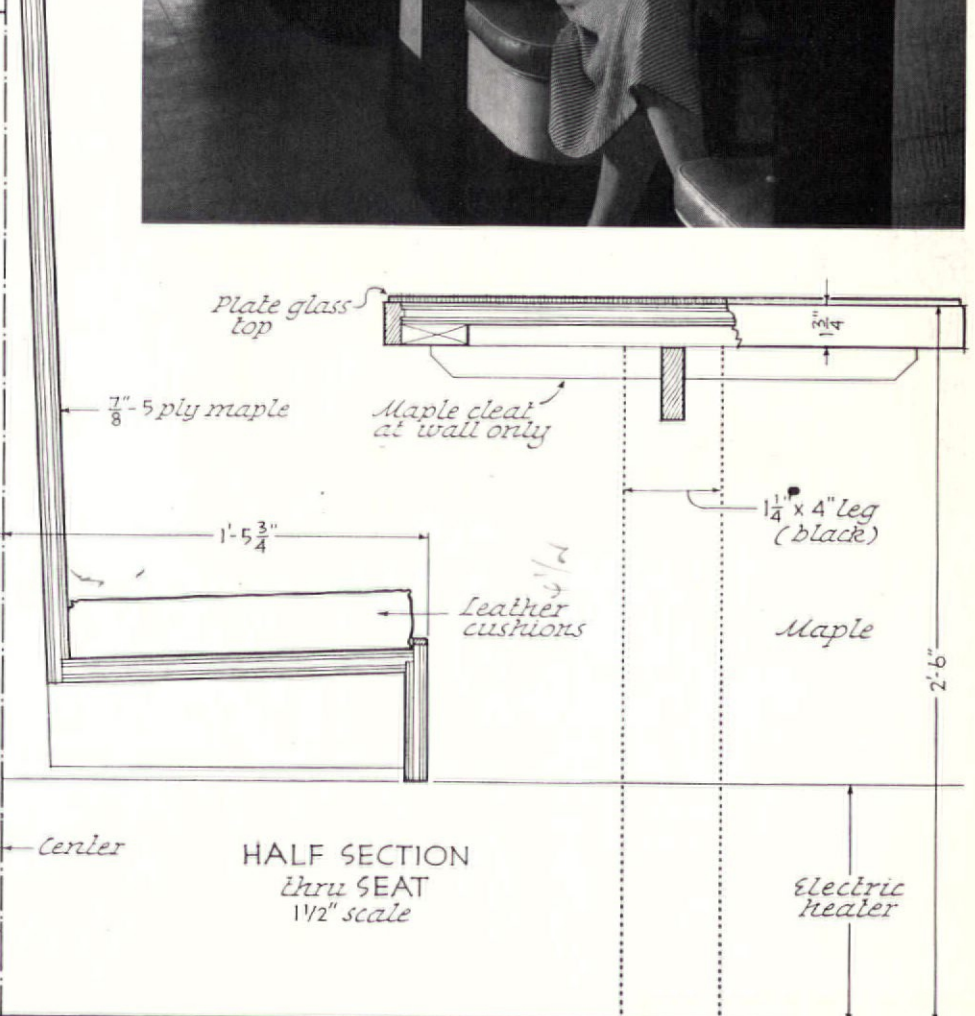 Plate glass
top
1 3/4"
7/8"-5 ply maple
Maple cleat
at wall only
1 1/4" x 4" leg
(black)
1'-5 3/4"
Leather
cushions
Maple
2'-6"
Center
HALF SECTION
thru SEAT
1 1/2" scale
Electric
heater